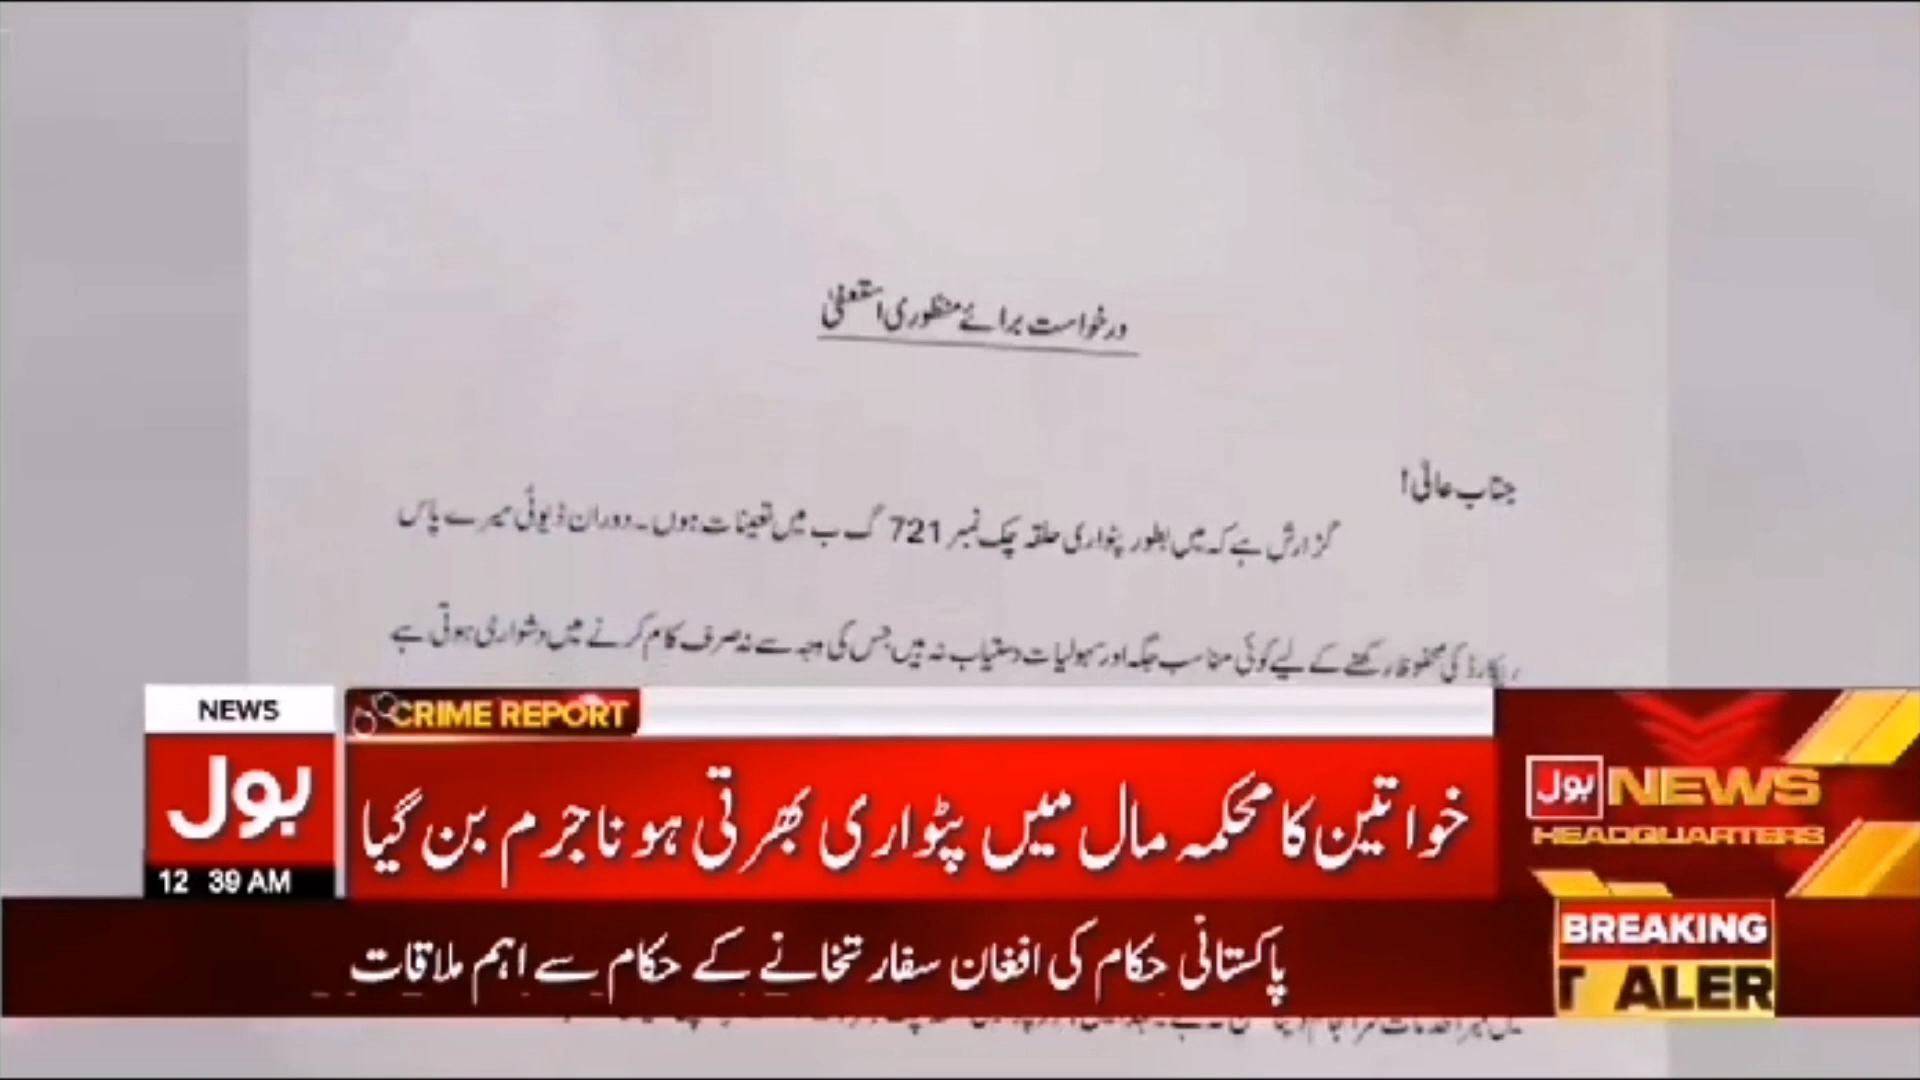 درخواست برائے منظوری استعفیٰ
جناب عالی!
گزارش ہے کہ میں بطور پٹواری حلقہ چک نمبر 721 گ ب میں تعینات ہوں۔ دوران ڈیوٹی میرے پاس
ریکارڈ کی محفوظ رکھنے کے لیے کوئی مناسب جگہ اور سہولیات دستیاب نہ ہیں جس کی وجہ سے نہ صرف کام کرنے میں دشواری ہوتی ہے
NEWS
CRIME REPORT
بول
خواتین کا محکمہ مال میں پٹواری بھرتی ہونا جرم بن گیا
بول NEWS
HEADQUARTERS
12 39 AM
پاکستانی حکام کی افغان سفارتخانے کے حکام سے اہم ملاقات
BREAKING
T ALER